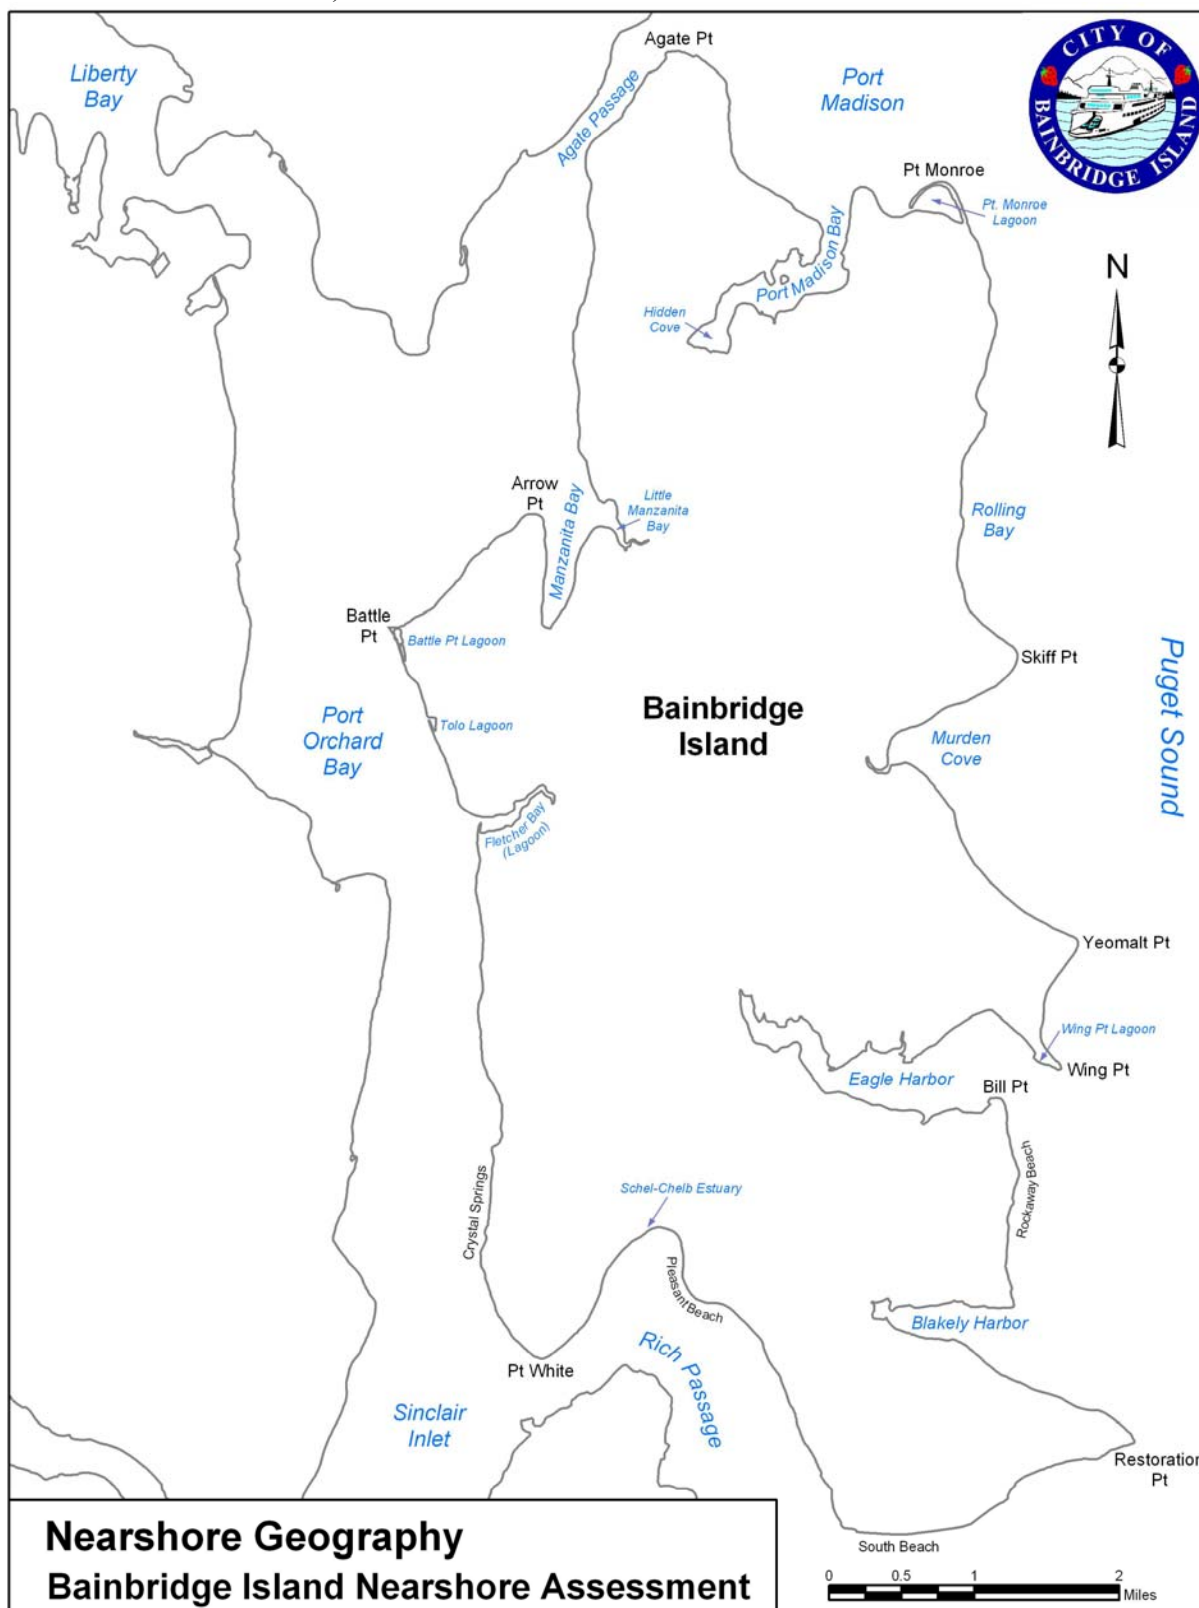 Agate Pt
Liberty
Bay
Port
Madison
CITY OF
BAINBRIDGE ISLAND
Agate Passage
Pt Monroe
Pt. Monroe
Lagoon
Port Madison Bay
N
Hidden
Cove
Arrow
Pt
Manzanita Bay
Little
Manzanita
Bay
Rolling
Bay
Battle
Pt
Battle Pt Lagoon
Skiff Pt
Puget Sound
Port
Orchard
Bay
Tolo Lagoon
Bainbridge
Island
Murden
Cove
Fletcher Bay
(Lagoon)
Yeomalt Pt
Wing Pt Lagoon
Wing Pt
Eagle Harbor
Bill Pt
Rockaway Beach
Crystal Springs
Schel-Chelb Estuary
Pleasant Beach
Blakely Harbor
Pt White
Rich Passage
Sinclair
Inlet
Restoration
Pt
South Beach
Nearshore Geography
Bainbridge Island Nearshore Assessment
0 0.5 1 2
Miles